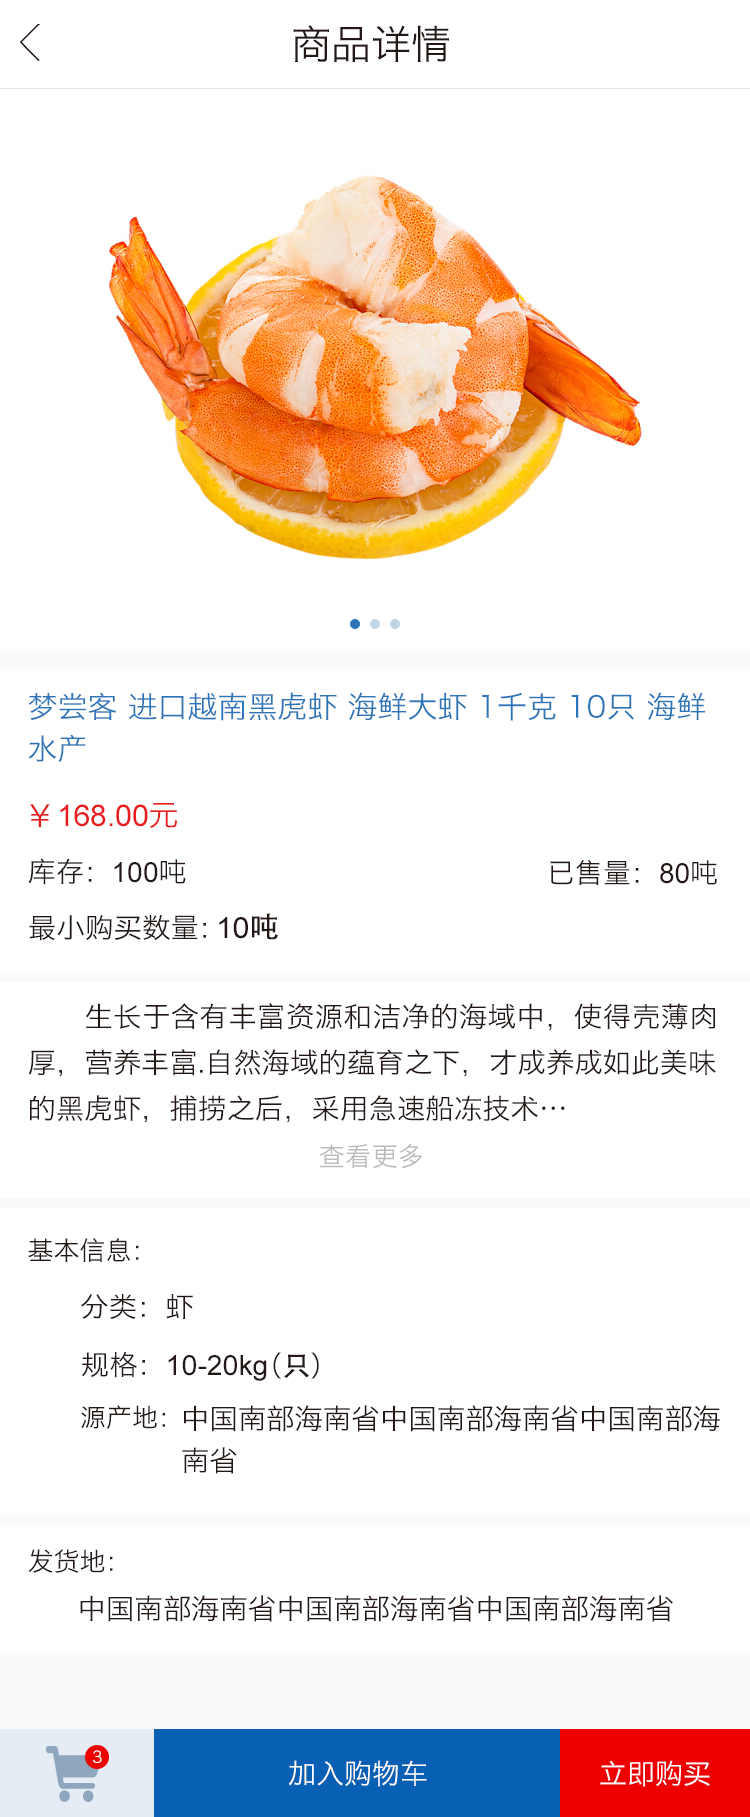 商品详情
梦尝客 进口越南黑虎虾 海鲜大虾 1千克 10只 海鲜
水产
¥ 168.00元
库存：100吨 已售量：80吨
最小购买数量: 10吨
生长于含有丰富资源和洁净的海域中，使得壳薄肉
厚，营养丰富.自然海域的蕴育之下，才成养成如此美味
的黑虎虾，捕捞之后，采用急速船冻技术…
查看更多
基本信息:
分类：虾
规格：10-20kg(只)
源产地：中国南部海南省中国南部海南省中国南部海
南省
发货地:
中国南部海南省中国南部海南省中国南部海南省
3
加入购物车
立即购买